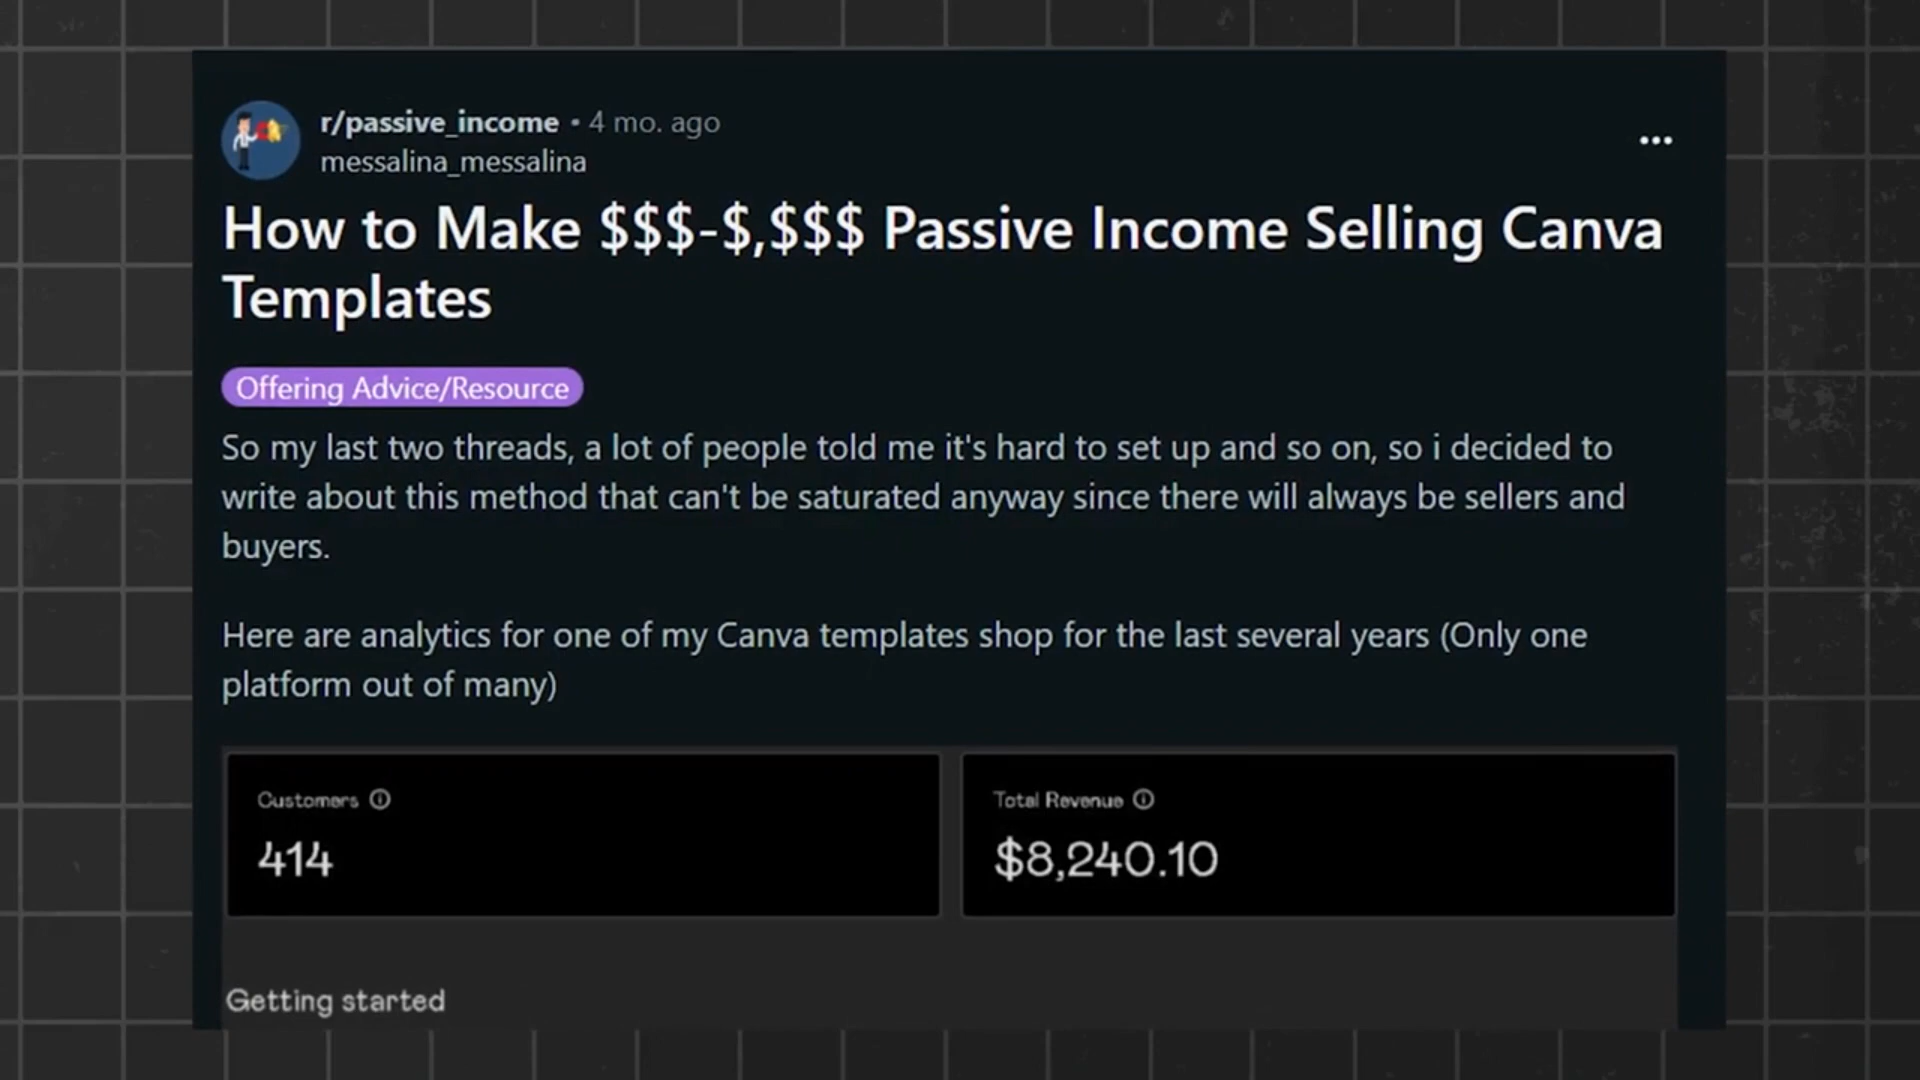 r/passive_income • 4 mo. ago
messalina_messalina
How to Make $$$-$,$$$ Passive Income Selling Canva
Templates
Offering Advice/Resource
So my last two threads, a lot of people told me it's hard to set up and so on, so i decided to
write about this method that can't be saturated anyway since there will always be sellers and
buyers.
Here are analytics for one of my Canva templates shop for the last several years (Only one
platform out of many)
Customers
414
Total Revenue
$8,240.10
Getting started